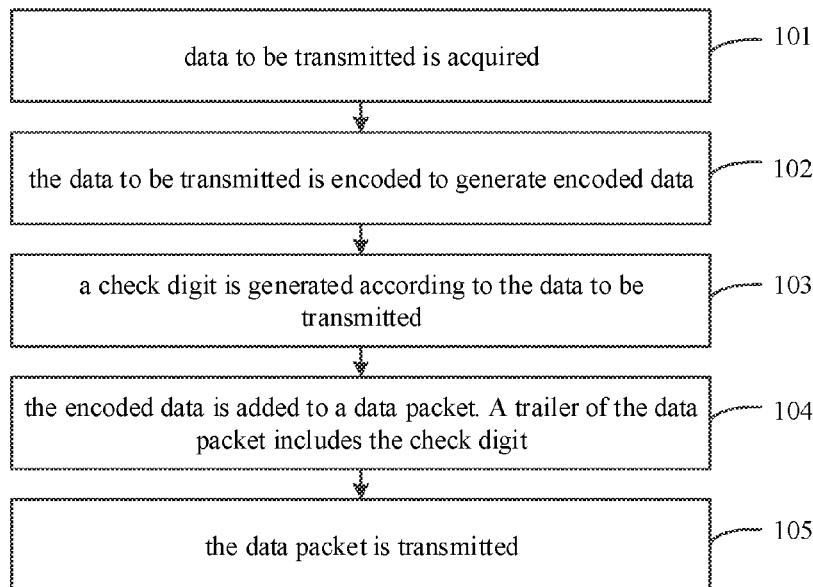 data to be transmitted is acquired
101
the data to be transmitted is encoded to generate encoded data
102
a check digit is generated according to the data to be
transmitted
103
the encoded data is added to a data packet. A trailer of the data
packet includes the check digit
104
the data packet is transmitted
105